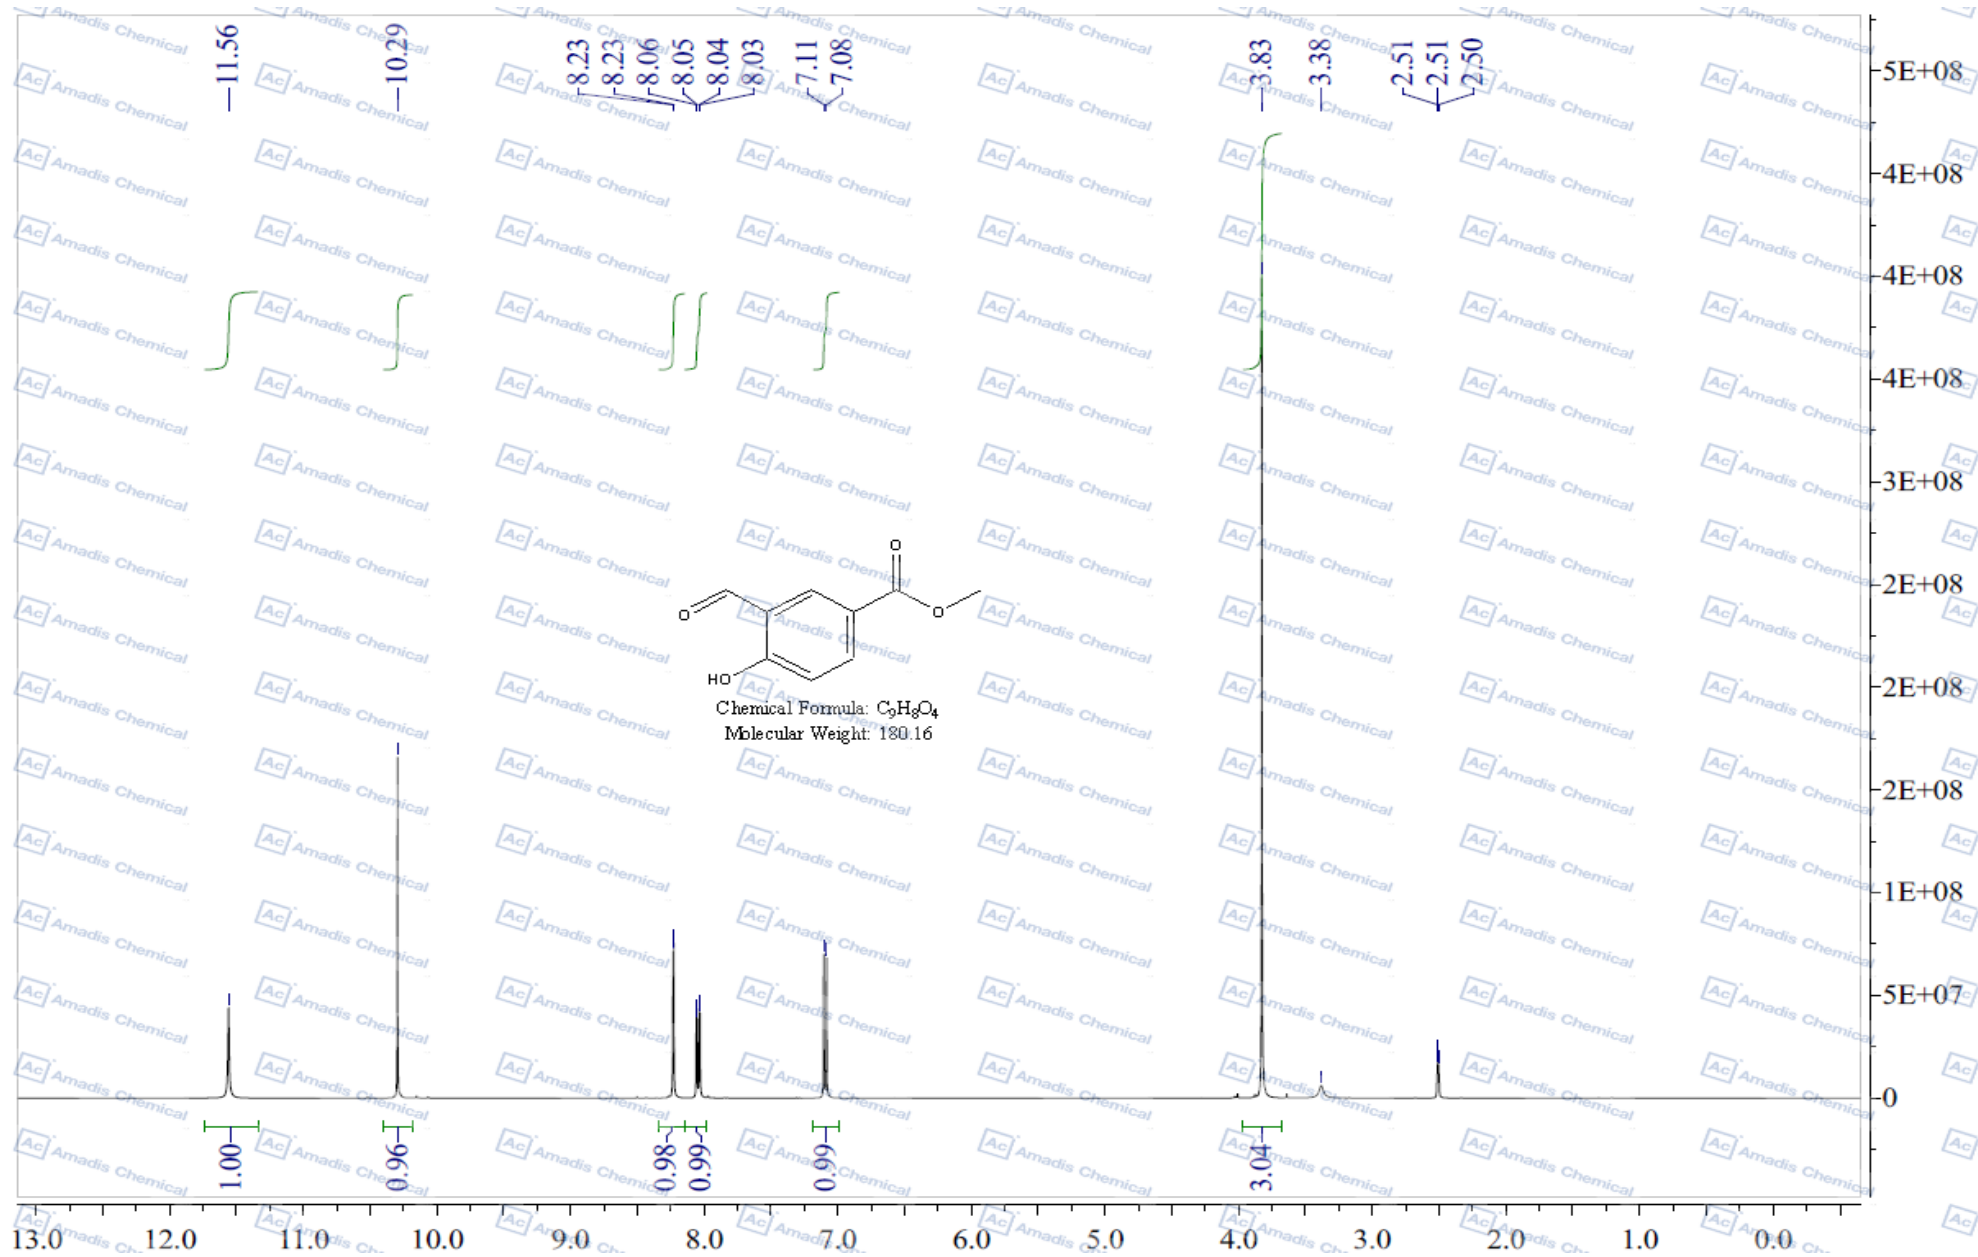 11.56
10.29
8.23
8.23
8.06
8.05
8.04
8.03
7.11
7.08
3.83
3.38
2.51
2.51
2.50
5E+08
4E+08
4E+08
4E+08
3E+08
2E+08
2E+08
2E+08
1E+08
5E+07
0
O
O
O
HO
Chemical Formula: C₉H₈O₄
Molecular Weight: 180.16
1.00
0.96
0.98
0.99
0.99
3.04
13.0 12.0 11.0 10.0 9.0 8.0 7.0 6.0 5.0 4.0 3.0 2.0 1.0 0.0
Ac Amadis Chemical